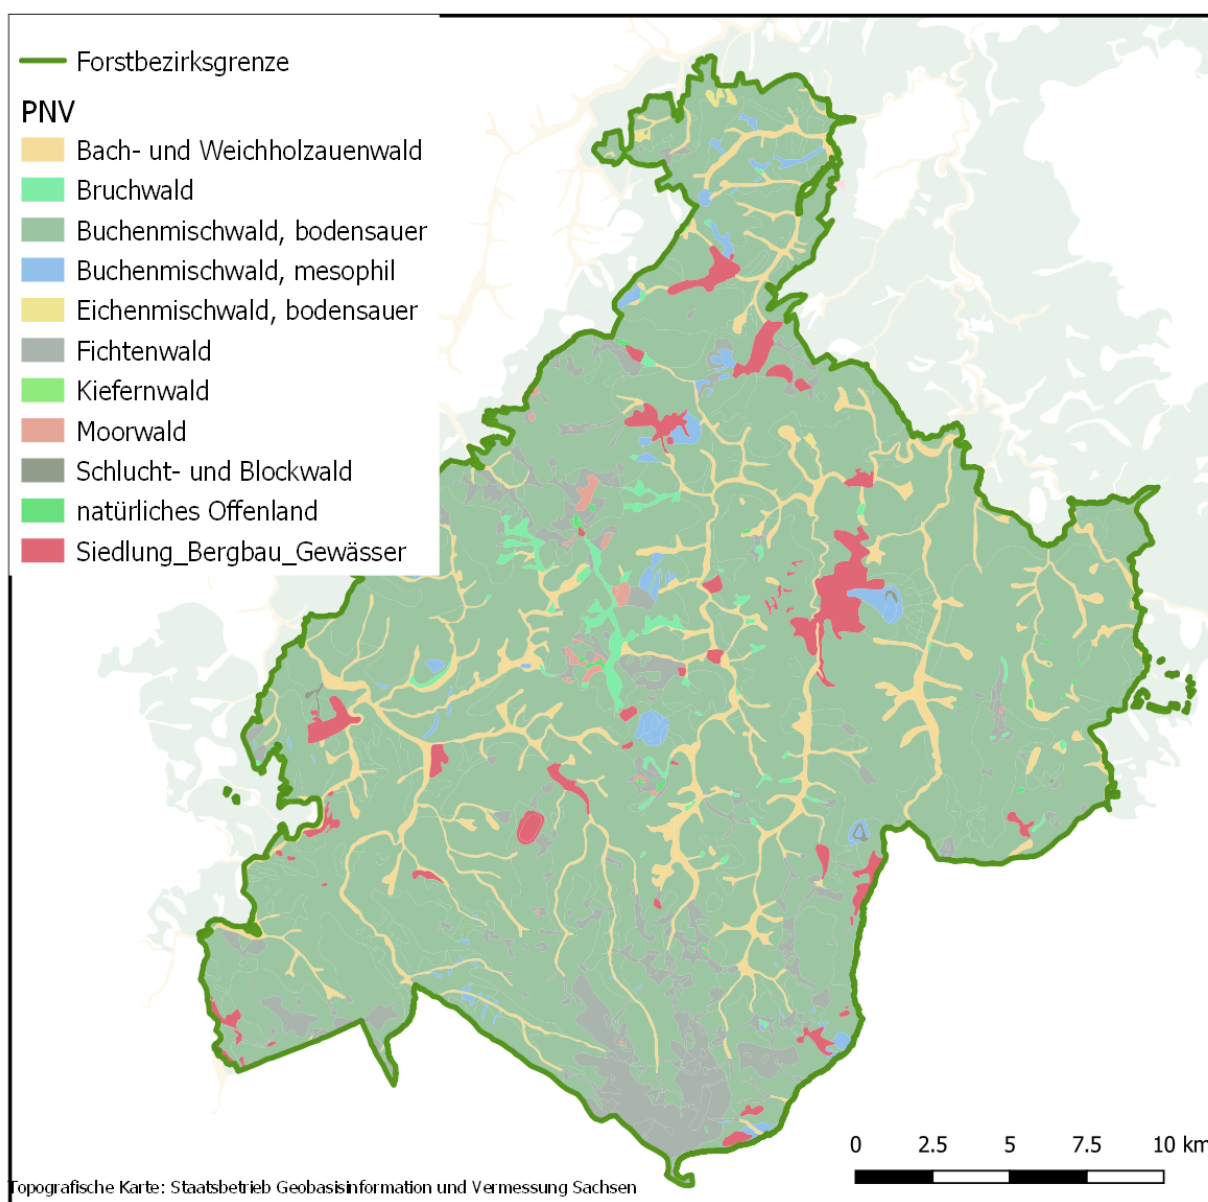 Forstbezirksgrenze
PNV
Bach- und Weichholzauenwald
Bruchwald
Buchenmischwald, bodensauer
Buchenmischwald, mesophil
Eichenmischwald, bodensauer
Fichtenwald
Kiefernwald
Moorwald
Schlucht- und Blockwald
natürliches Offenland
Siedlung_Bergbau_Gewässer
0 2.5 5 7.5 10 km
Topografische Karte: Staatsbetrieb Geobasisinformation und Vermessung Sachsen